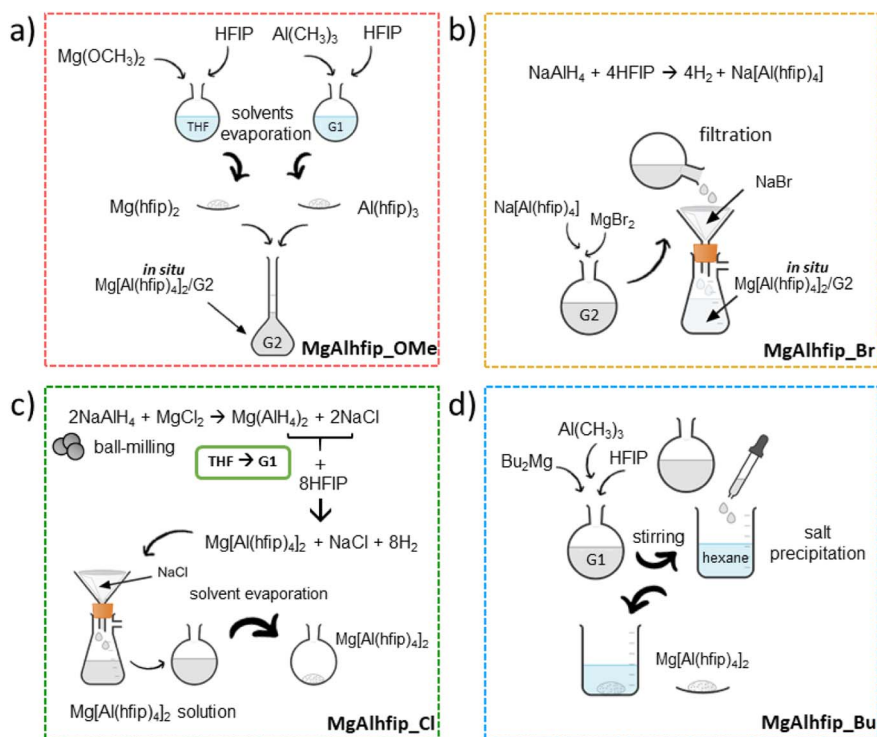 a)
Mg(OCH₃)₂
HFIP
Al(CH₃)₃
HFIP
THF
solvents
evaporation
G1
Mg(hfip)₂
Al(hfip)₃
in situ
Mg[Al(hfip)₄]₂/G2
G2
MgAlhfip_OMe
b)
NaAlH₄ + 4HFIP → 4H₂ + Na[Al(hfip)₄]
filtration
NaBr
Na[Al(hfip)₄]
MgBr₂
G2
in situ
Mg[Al(hfip)₄]₂/G2
MgAlhfip_Br
c)
2NaAlH₄ + MgCl₂ → Mg(AlH₄)₂ + 2NaCl
ball-milling
THF → G1
+
8HFIP
Mg[Al(hfip)₄]₂ + NaCl + 8H₂
NaCl
solvent evaporation
Mg[Al(hfip)₄]₂
Mg[Al(hfip)₄]₂ solution
MgAlhfip_Cl
d)
Al(CH₃)₃
Bu₂Mg
HFIP
G1
stirring
hexane
salt
precipitation
Mg[Al(hfip)₄]₂
MgAlhfip_Bu